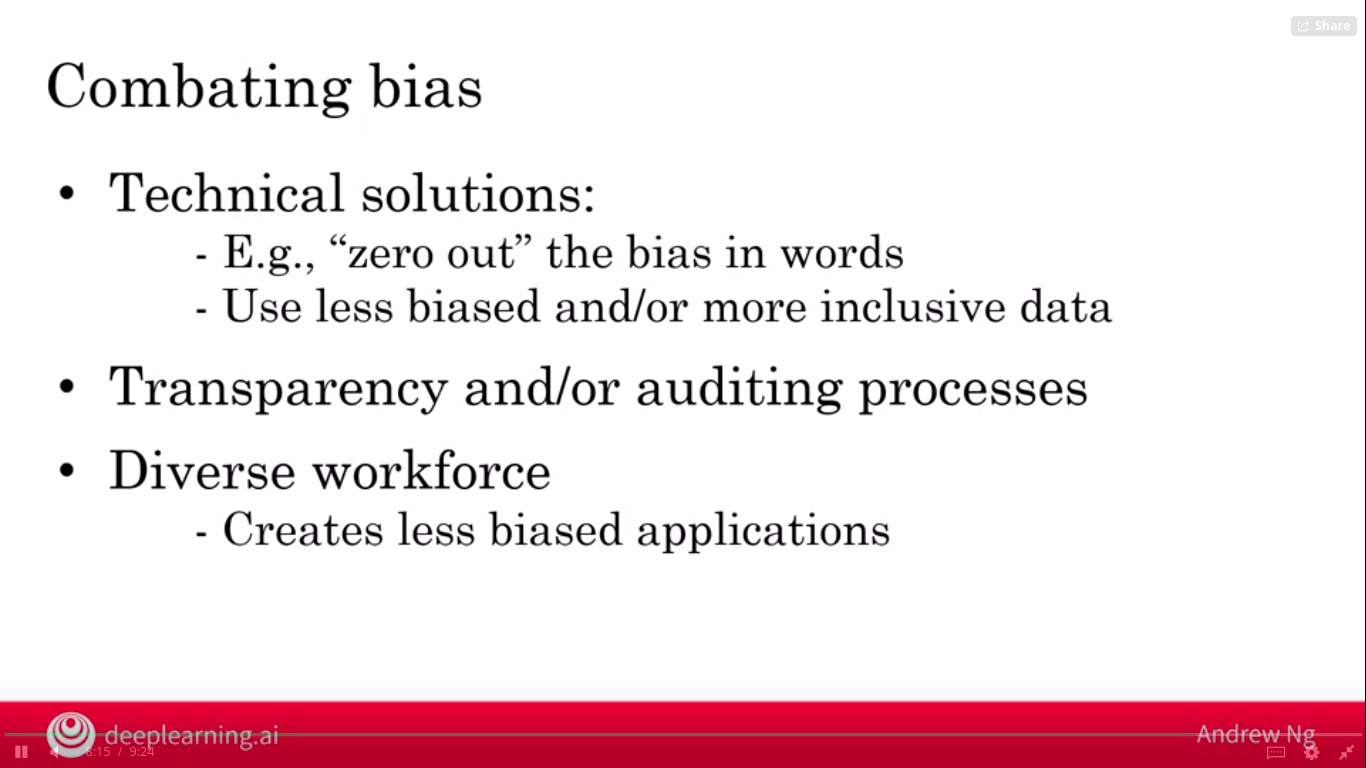 Share
Combating bias
• Technical solutions:
- E.g., “zero out” the bias in words
- Use less biased and/or more inclusive data
• Transparency and/or auditing processes
• Diverse workforce
- Creates less biased applications
deeplearning.ai
Andrew Ng
8:15 / 9:24